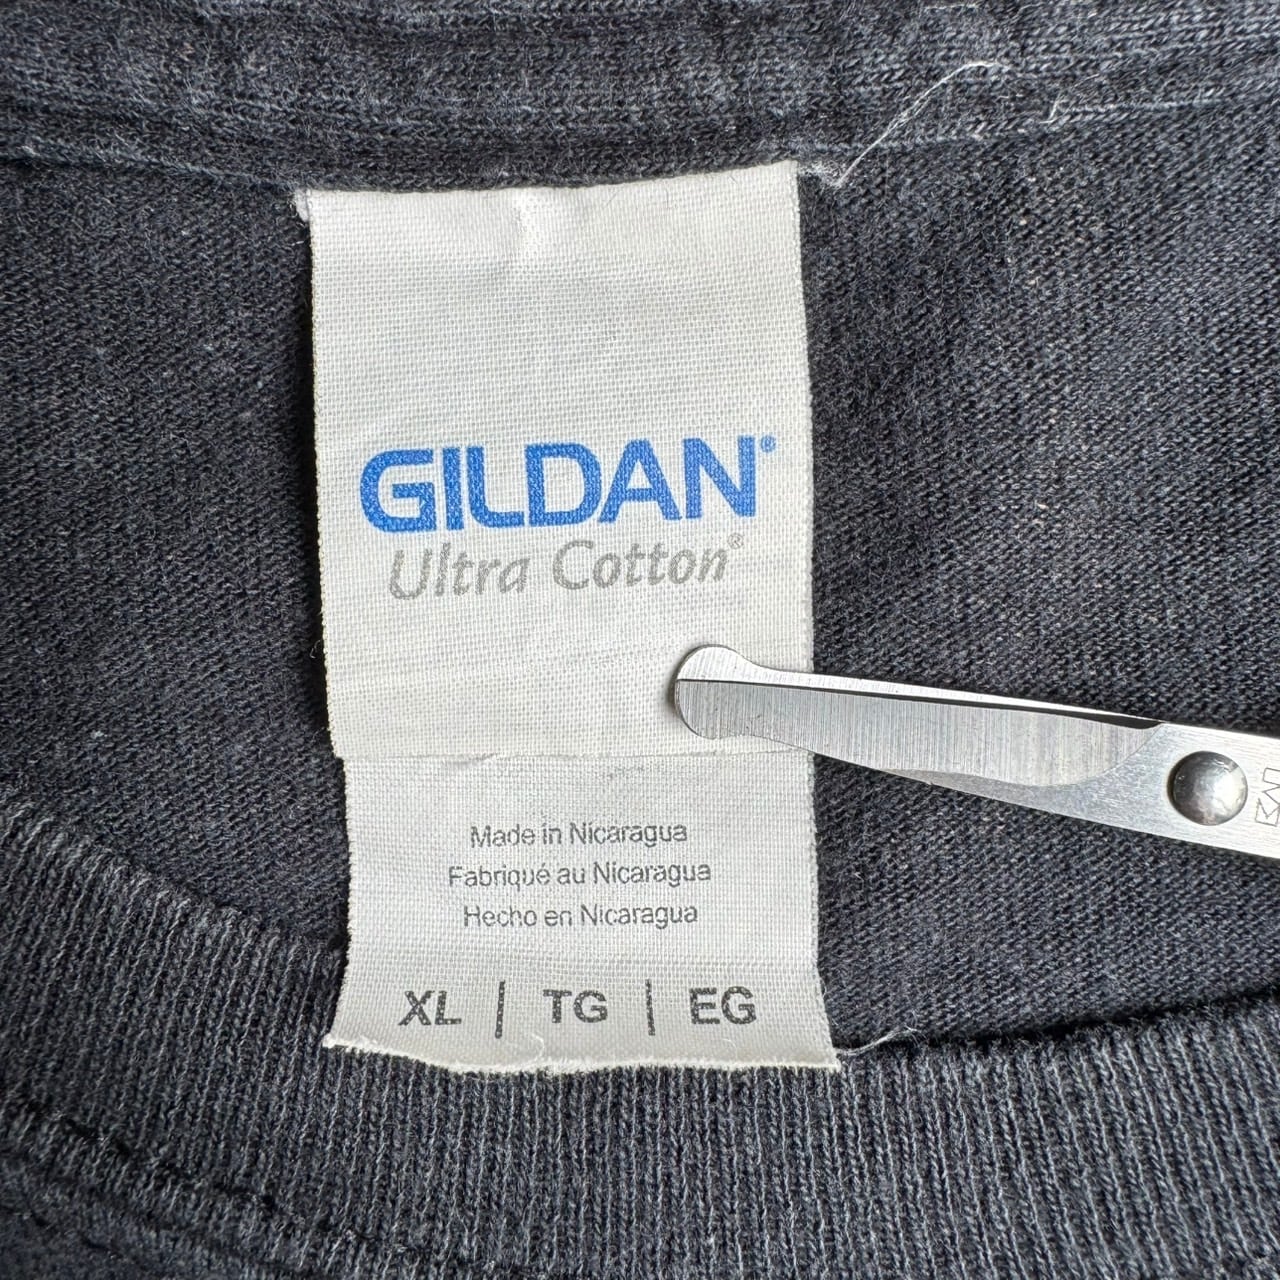 GILDAN®
Ultra Cotton®
Made in Nicaragua
Fabriqué au Nicaragua
Hecho en Nicaragua
XL | TG | EG